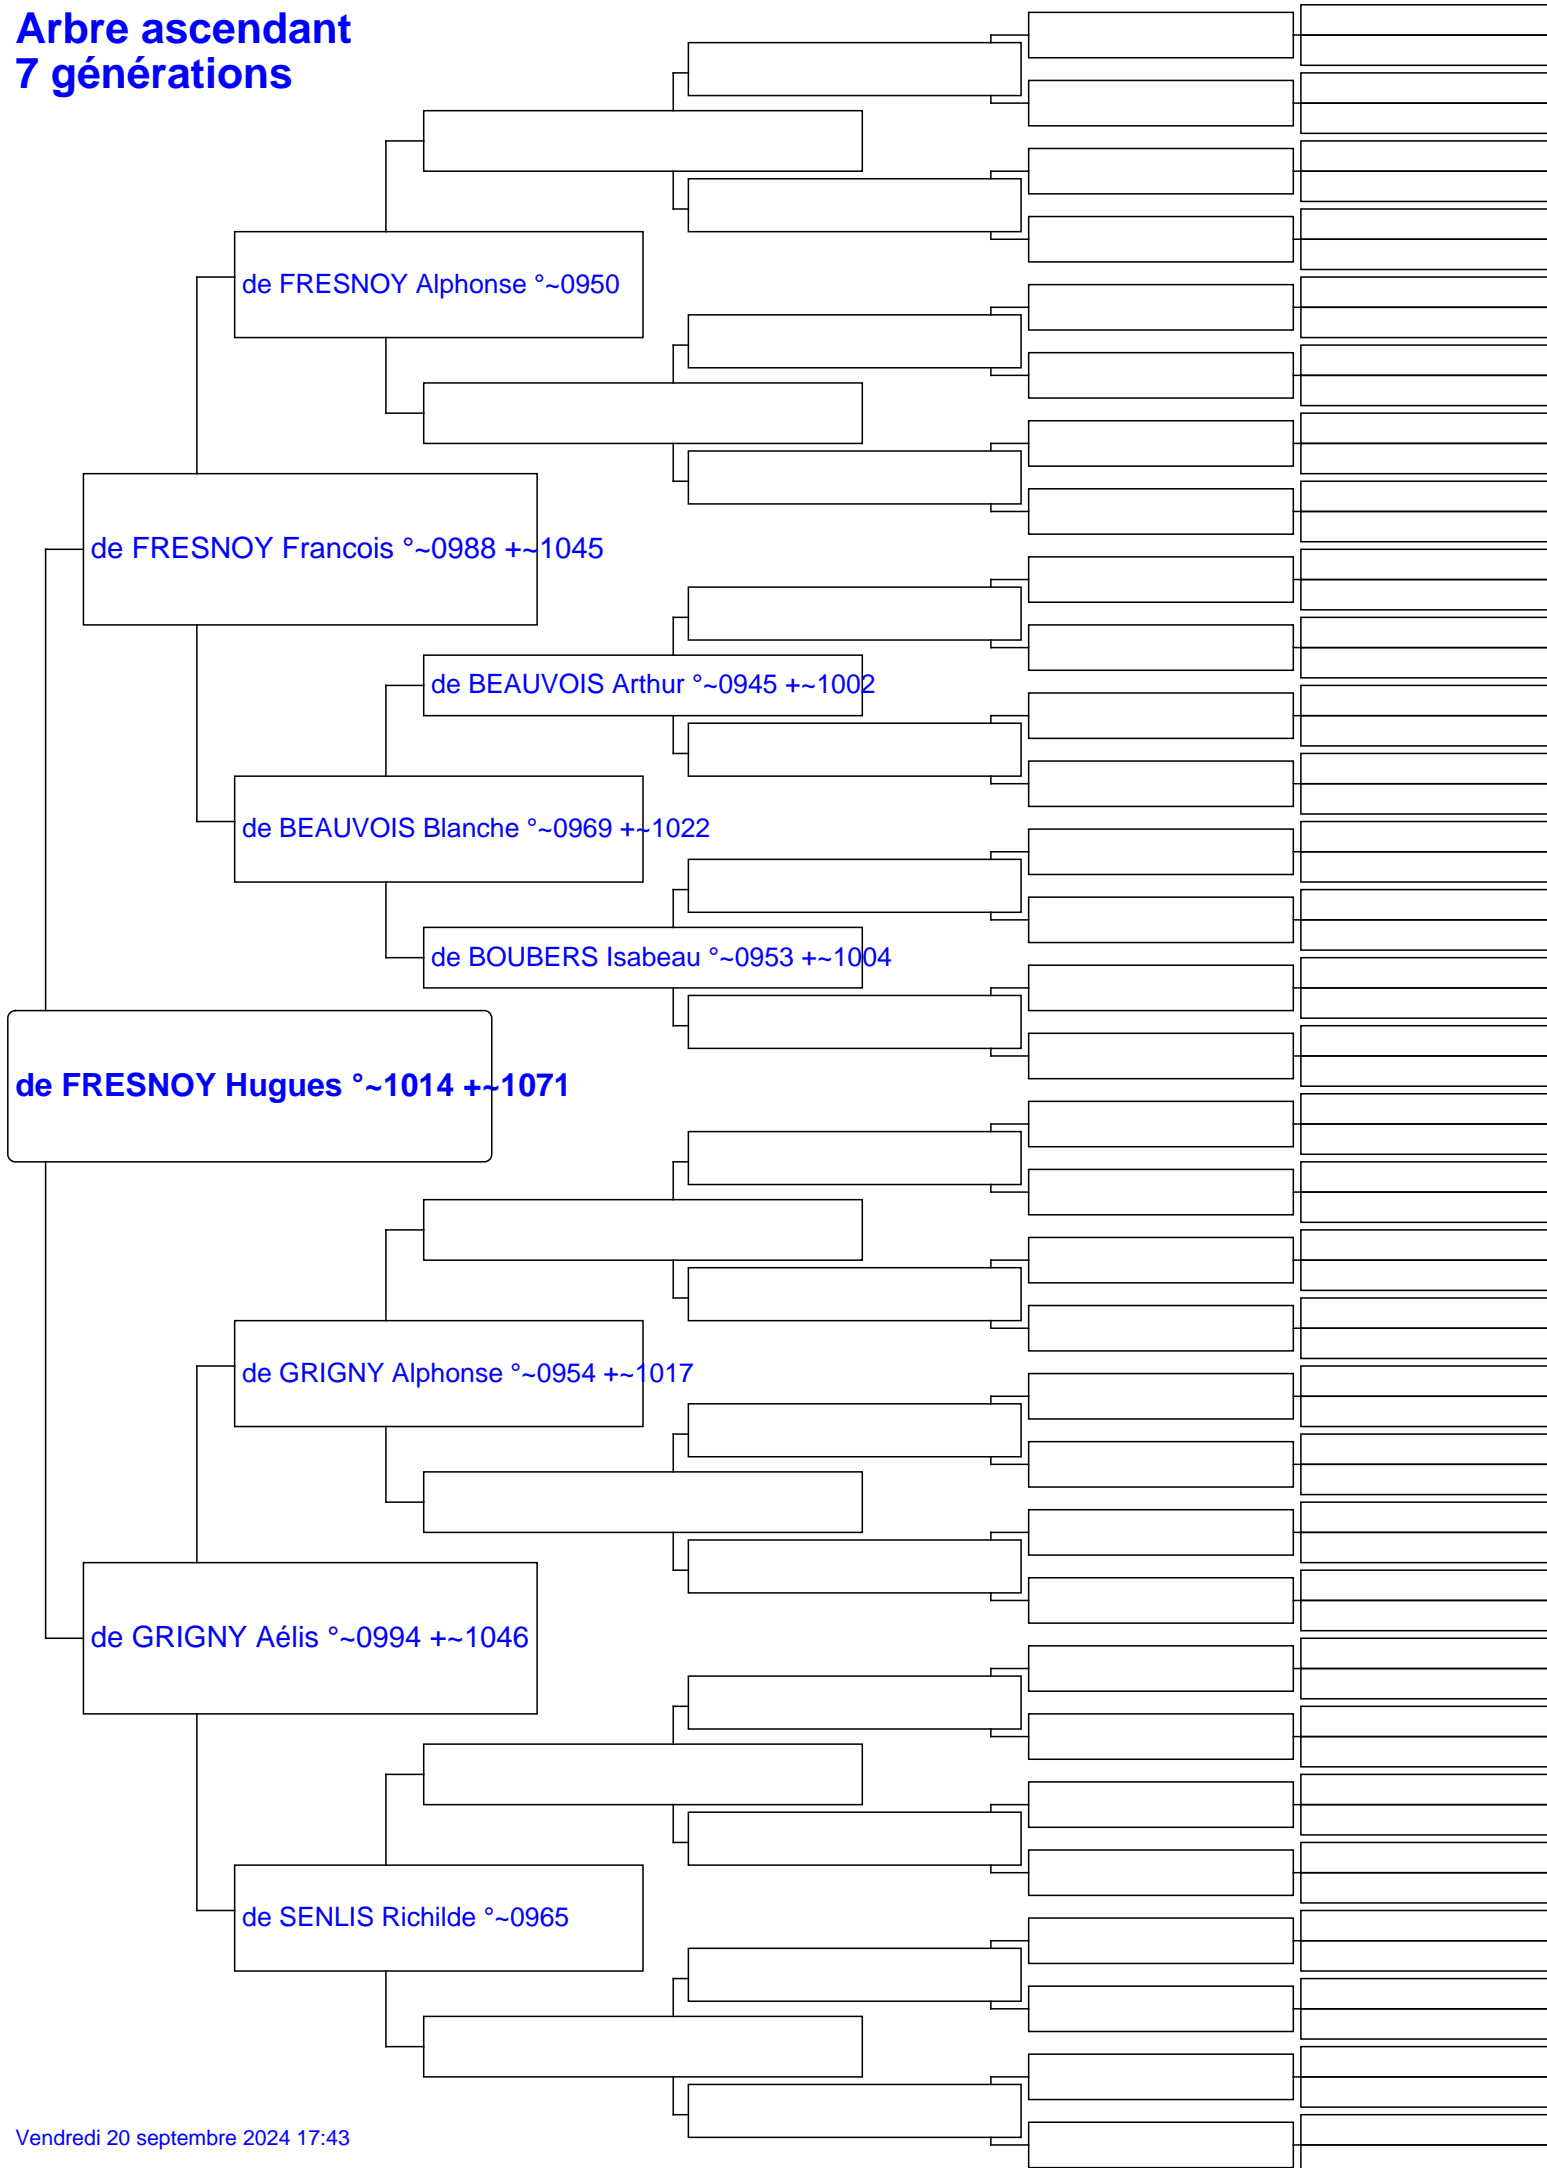 Arbre ascendant
7 générations
de FRESNOY Alphonse °~0950
de FRESNOY Francois °~0988 +~1045
de BEAUVOIS Arthur °~0945 +~1002
de BEAUVOIS Blanche °~0969 +~1022
de BOUBERS Isabeau °~0953 +~1004
de FRESNOY Hugues °~1014 +~1071
de GRIGNY Alphonse °~0954 +~1017
de GRIGNY Aélis °~0994 +~1046
de SENLIS Richilde °~0965
Vendredi 20 septembre 2024 17:43